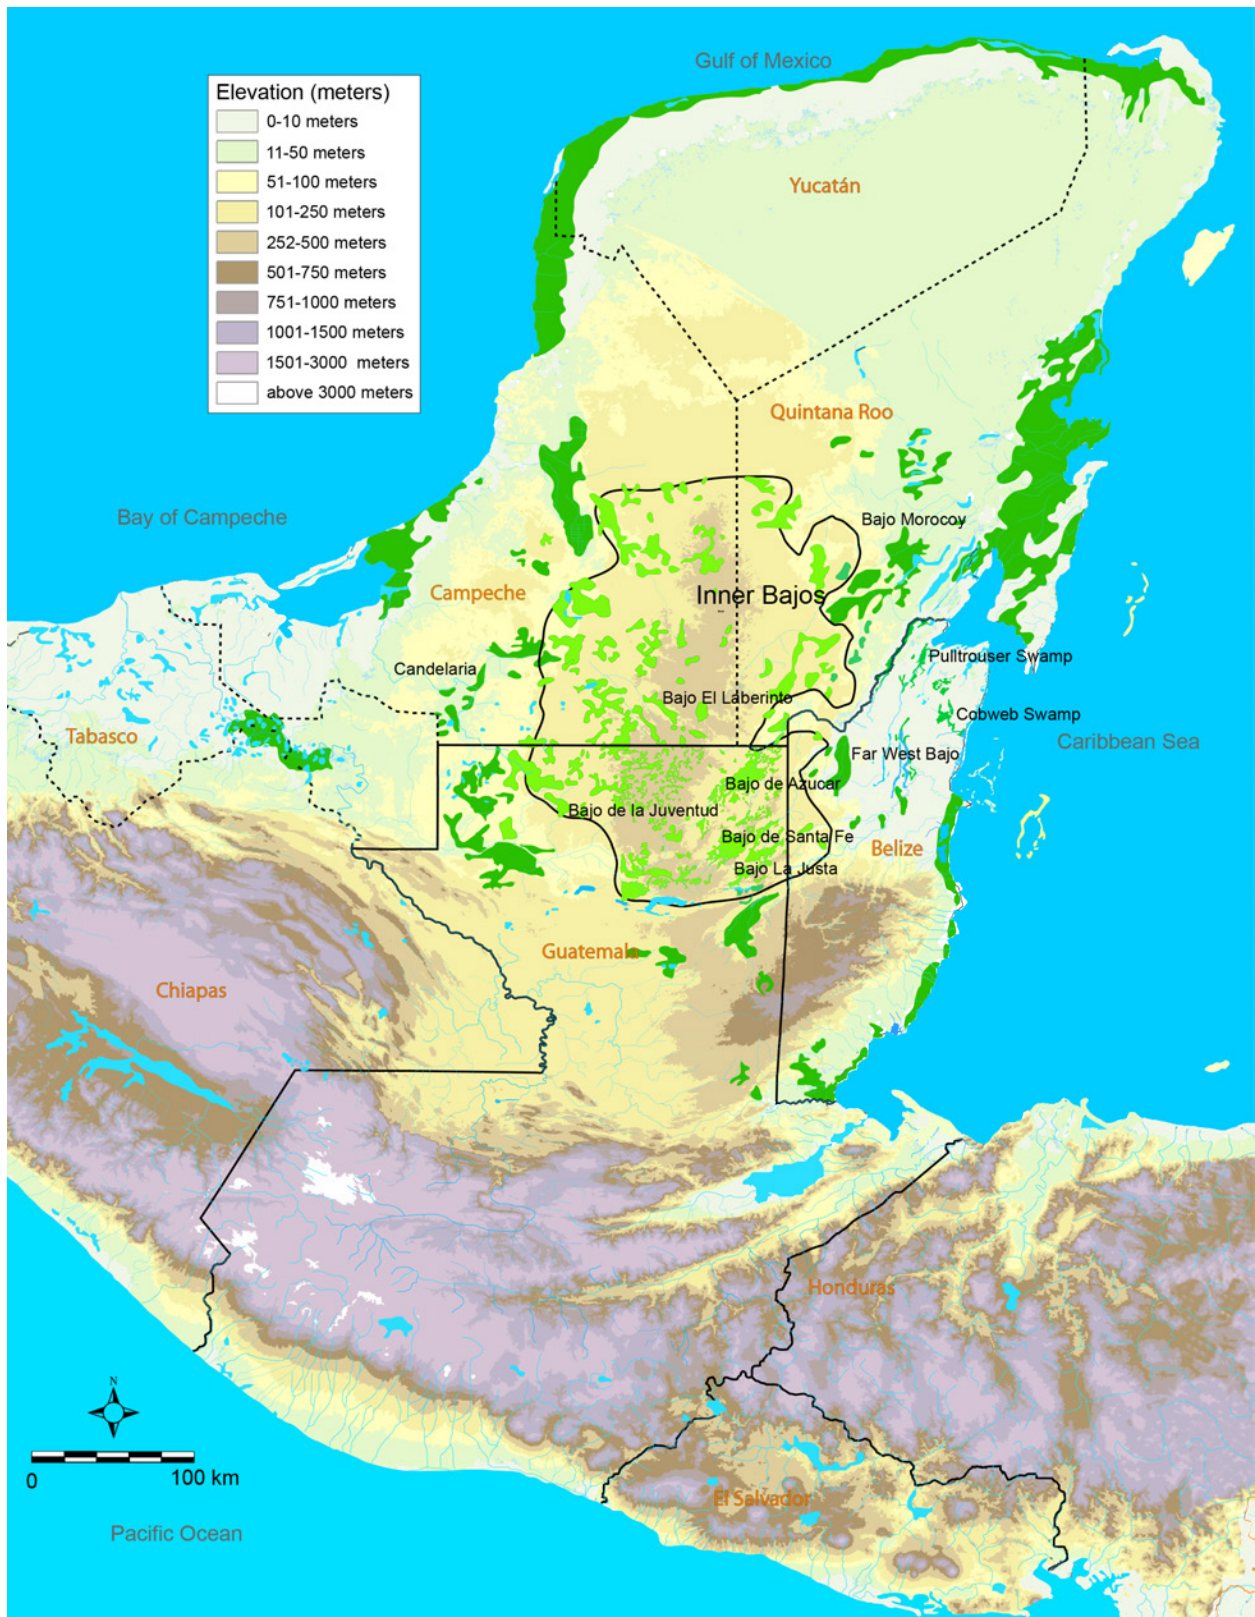 Gulf of Mexico
Elevation (meters)
0-10 meters
11-50 meters
51-100 meters
101-250 meters
252-500 meters
501-750 meters
751-1000 meters
1001-1500 meters
1501-3000 meters
above 3000 meters
Yucatán
Quintana Roo
Bay of Campeche
Bajo Morocoy
Campeche
Inner Bajos
Candelaria
Pulltrouser Swamp
Bajo El Laberinto
Cobweb Swamp
Tabasco
Caribbean Sea
Far West Bajo
Bajo de Azucar
Bajo de la Juventud
Bajo de Santa Fe
Belize
Bajo La Justa
Guatemala
Chiapas
Honduras
N
0 100 km
El Salvador
Pacific Ocean